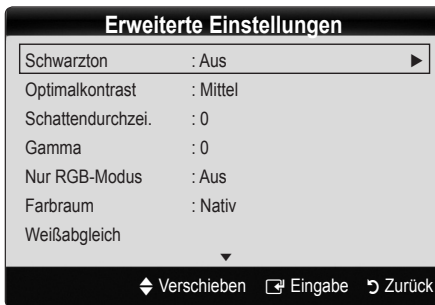 Erweiterte Einstellungen
Schwarzton : Aus
Optimalkontrast : Mittel
Schattendurchzei. : 0
Gamma : 0
Nur RGB-Modus : Aus
Farbraum : Nativ
Weißabgleich
Verschieben Eingabe Zurück